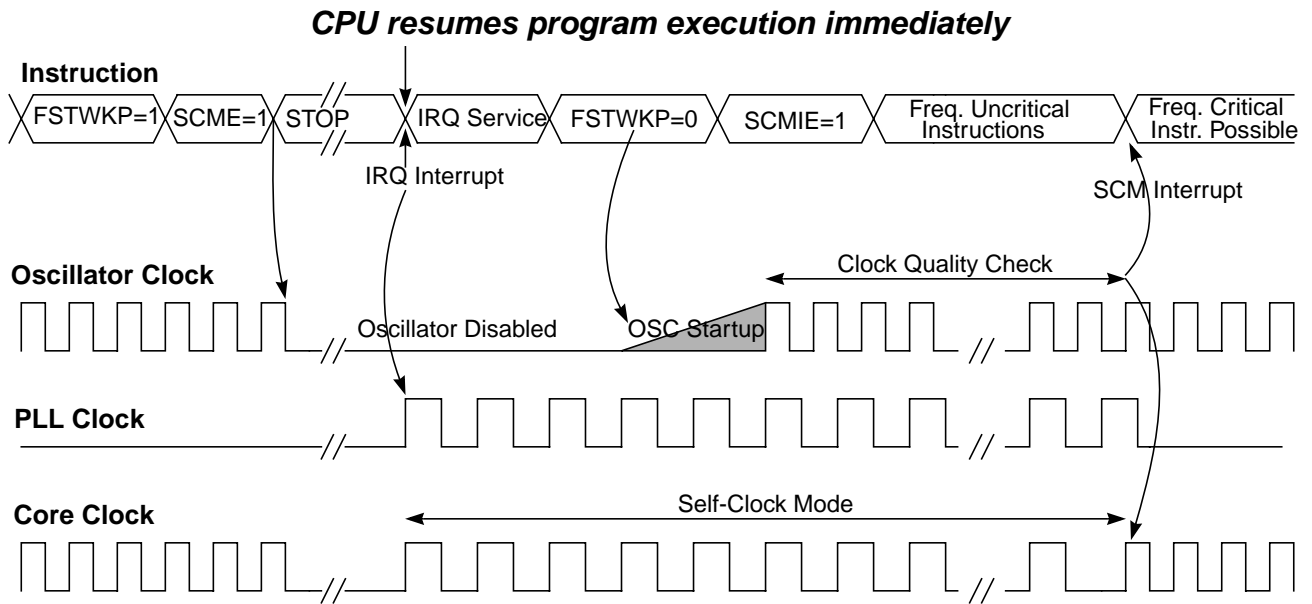 CPU resumes program execution immediately
Instruction
FSTWKP=1
SCME=1
STOP
IRQ Service
FSTWKP=0
SCMIE=1
Freq. Uncritical
Instructions
Freq. Critical
Instr. Possible
IRQ Interrupt
SCM Interrupt
Oscillator Clock
Clock Quality Check
Oscillator Disabled
OSC Startup
PLL Clock
Core Clock
Self-Clock Mode